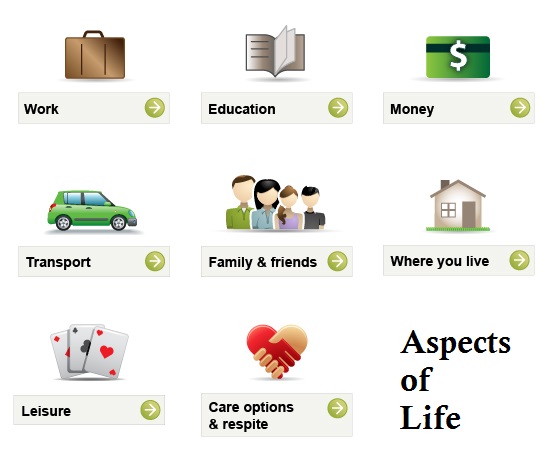 $
Work
Education
Money
Transport
Family & friends
Where you live
Leisure
Care options
& respite
Aspects
of
Life